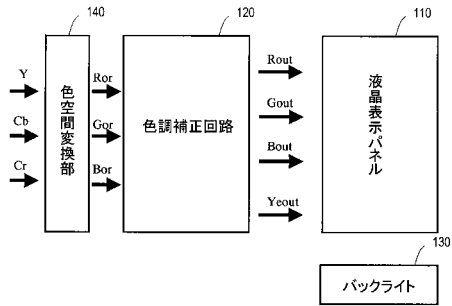 140
120
110
Y
Cb
Cr
色空間変換部
Ror
Gor
Bor
色調補正回路
Rout
Gout
Bout
Yeout
液晶表示パネル
130
バックライト